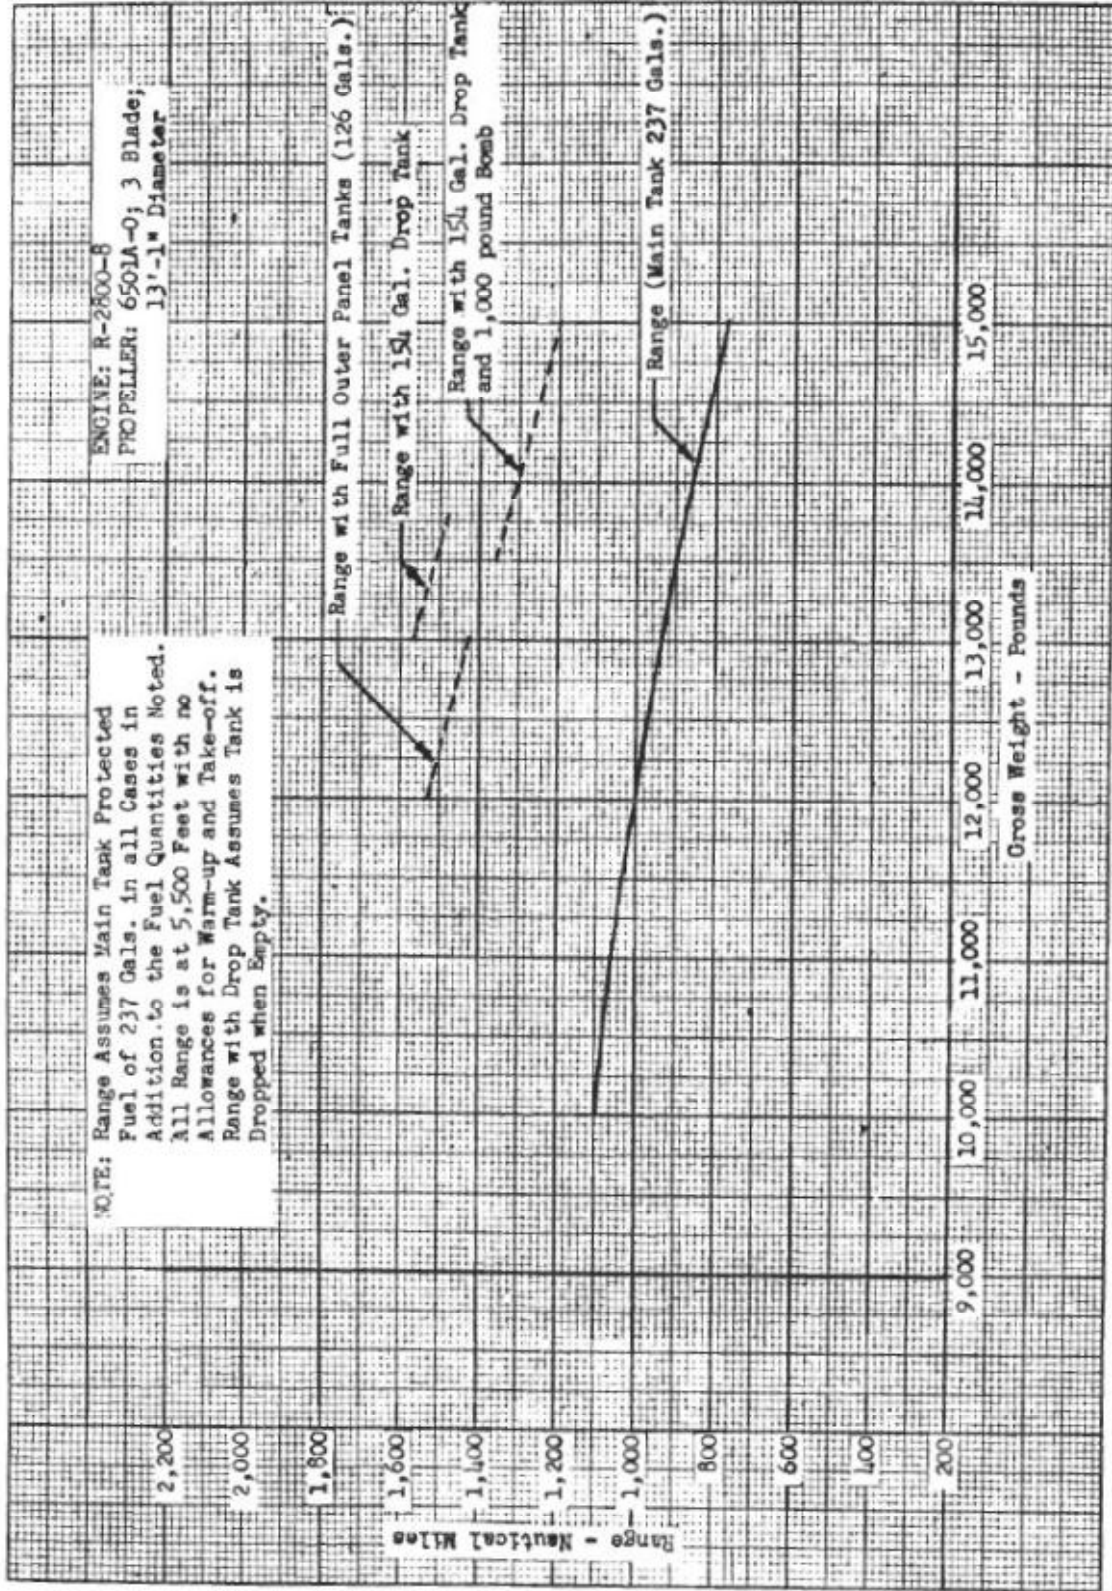 ENGINE: R-2800-8
PROPELLER: 6501A-0; 3 Blade;
13'-1" Diameter
NOTE: Range Assumes Main Tank Protected
Fuel of 237 Gals. in all Cases in
Addition to the Fuel Quantities Noted.
All Range is at 5,500 Feet with no
Allowances for Warm-up and Take-off.
Range with Drop Tank Assumes Tank is
Dropped when Empty.
Range with Full Outer Panel Tanks (126 Gals.)
Range with 154 Gal. Drop Tank
Range with 154 Gal. Drop Tank
and 1,000 pound Bomb
Range (Main Tank 237 Gals.)
Range - Nautical Miles
2,200
2,000
1,800
1,600
1,400
1,200
1,000
800
600
400
200
9,000
10,000
11,000
12,000
13,000
14,000
15,000
Gross Weight - Pounds